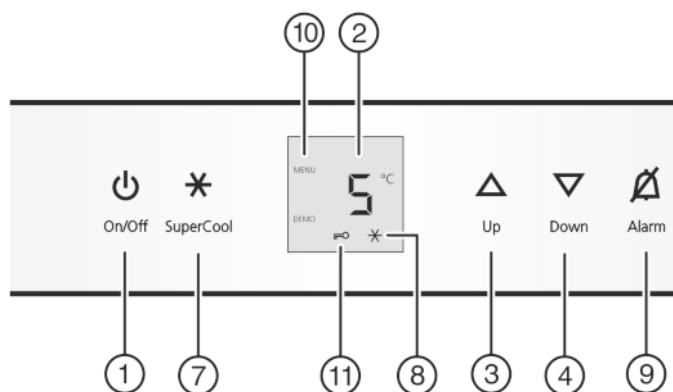 10 2
MENU
5 °C
DEMO
On/Off SuperCool Up Down Alarm
1 7 11 8 3 4 9